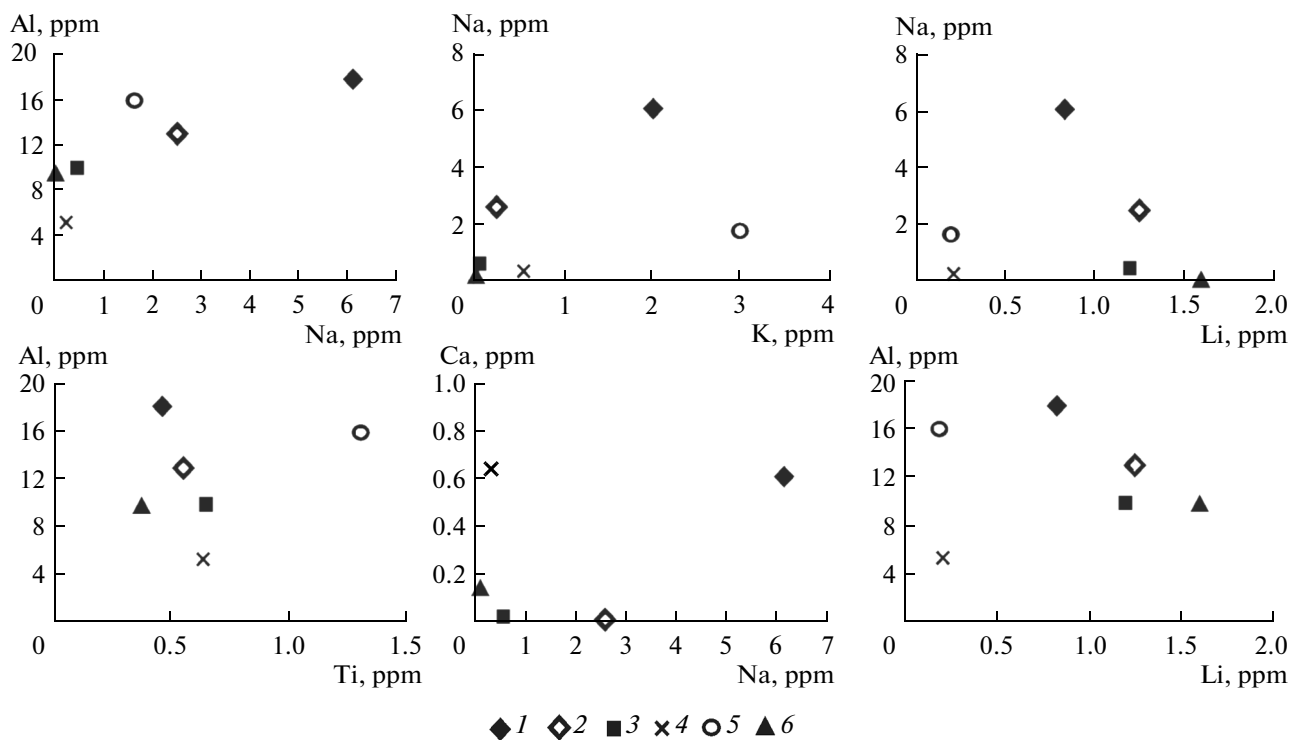 Al, ppm
20
16
12
8
4
0 1 2 3 4 5 6 7
Na, ppm
Na, ppm
8
6
4
2
0 1 2 3 4
K, ppm
Na, ppm
8
6
4
2
0 0.5 1.0 1.5 2.0
Li, ppm
Al, ppm
20
16
12
8
4
0 0.5 1.0 1.5
Ti, ppm
Ca, ppm
1.0
0.8
0.6
0.4
0.2
0 1 2 3 4 5 6 7
Na, ppm
Al, ppm
20
16
12
8
4
0 0.5 1.0 1.5 2.0
Li, ppm
1 2 3 4 5 6